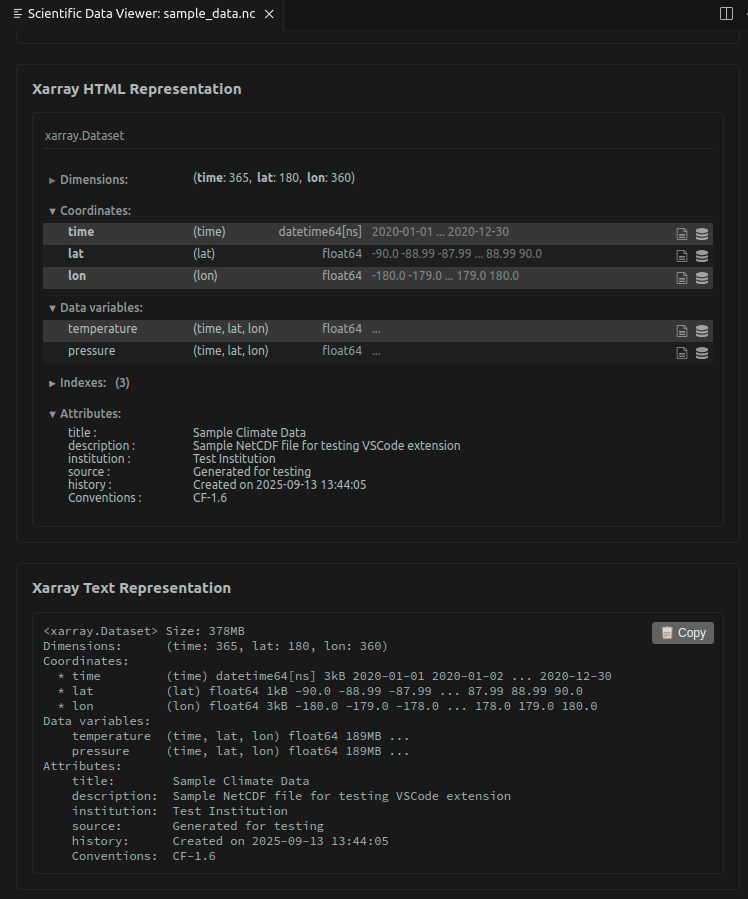 Scientific Data Viewer: sample_data.nc
Xarray HTML Representation
xarray.Dataset
Dimensions: (time: 365, lat: 180, lon: 360)
Coordinates:
time (time) datetime64[ns] 2020-01-01 ... 2020-12-30
lat (lat) float64 -90.0 -88.99 -87.99 ... 88.99 90.0
lon (lon) float64 -180.0 -179.0 ... 179.0 180.0
Data variables:
temperature (time, lat, lon) float64 ...
pressure (time, lat, lon) float64 ...
Indexes: (3)
Attributes:
title : Sample Climate Data
description : Sample NetCDF file for testing VSCode extension
institution : Test Institution
source : Generated for testing
history : Created on 2025-09-13 13:44:05
Conventions : CF-1.6
Xarray Text Representation
Copy
<xarray.Dataset> Size: 378MB
Dimensions: (time: 365, lat: 180, lon: 360)
Coordinates:
* time (time) datetime64[ns] 3kB 2020-01-01 2020-01-02 ... 2020-12-30
* lat (lat) float64 1kB -90.0 -88.99 -87.99 ... 87.99 88.99 90.0
* lon (lon) float64 3kB -180.0 -179.0 -178.0 ... 178.0 179.0 180.0
Data variables:
temperature (time, lat, lon) float64 189MB ...
pressure (time, lat, lon) float64 189MB ...
Attributes:
title: Sample Climate Data
description: Sample NetCDF file for testing VSCode extension
institution: Test Institution
source: Generated for testing
history: Created on 2025-09-13 13:44:05
Conventions: CF-1.6